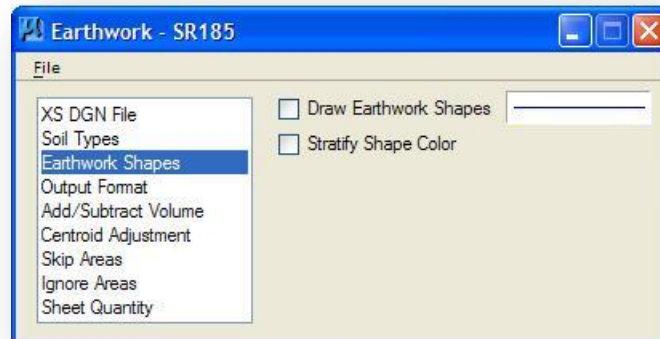 Earthwork - SR185
File
XS DGN File
Soil Types
Earthwork Shapes
Output Format
Add/Subtract Volume
Centroid Adjustment
Skip Areas
Ignore Areas
Sheet Quantity
Draw Earthwork Shapes
Stratify Shape Color